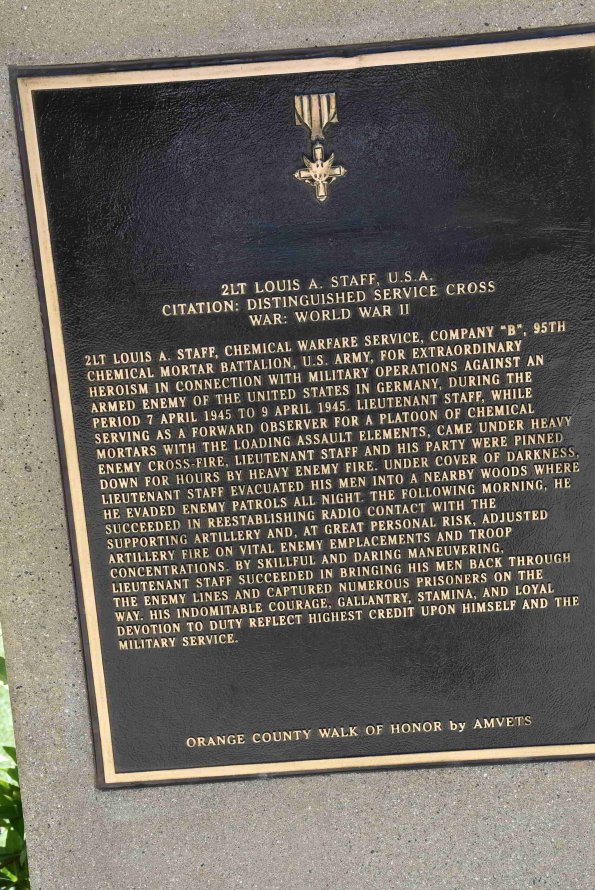 2LT LOUIS A. STAFF, U.S.A.
CITATION: DISTINGUISHED SERVICE CROSS
WAR: WORLD WAR II
2LT LOUIS A. STAFF, CHEMICAL WARFARE SERVICE, COMPANY "B", 95TH
CHEMICAL MORTAR BATTALION, U.S. ARMY, FOR EXTRAORDINARY
HEROISM IN CONNECTION WITH MILITARY OPERATIONS AGAINST AN
ARMED ENEMY OF THE UNITED STATES IN GERMANY, DURING THE
PERIOD 7 APRIL 1945 TO 9 APRIL 1945. LIEUTENANT STAFF, WHILE
SERVING AS A FORWARD OBSERVER FOR A PLATOON OF CHEMICAL
MORTARS WITH THE LOADING ASSAULT ELEMENTS, CAME UNDER HEAVY
ENEMY CROSS-FIRE, LIEUTENANT STAFF AND HIS PARTY WERE PINNED
DOWN FOR HOURS BY HEAVY ENEMY FIRE. UNDER COVER OF DARKNESS,
LIEUTENANT STAFF EVACUATED HIS MEN INTO A NEARBY WOODS WHERE
HE EVADED ENEMY PATROLS ALL NIGHT. THE FOLLOWING MORNING, HE
SUCCEEDED IN REESTABLISHING RADIO CONTACT WITH THE
SUPPORTING ARTILLERY AND, AT GREAT PERSONAL RISK, ADJUSTED
ARTILLERY FIRE ON VITAL ENEMY EMPLACEMENTS AND TROOP
CONCENTRATIONS. BY SKILLFUL AND DARING MANEUVERING,
LIEUTENANT STAFF SUCCEEDED IN BRINGING HIS MEN BACK THROUGH
THE ENEMY LINES AND CAPTURED NUMEROUS PRISONERS ON THE
WAY. HIS INDOMITABLE COURAGE, GALLANTRY, STAMINA, AND LOYAL
DEVOTION TO DUTY REFLECT HIGHEST CREDIT UPON HIMSELF AND THE
MILITARY SERVICE.
ORANGE COUNTY WALK OF HONOR by AMVETS